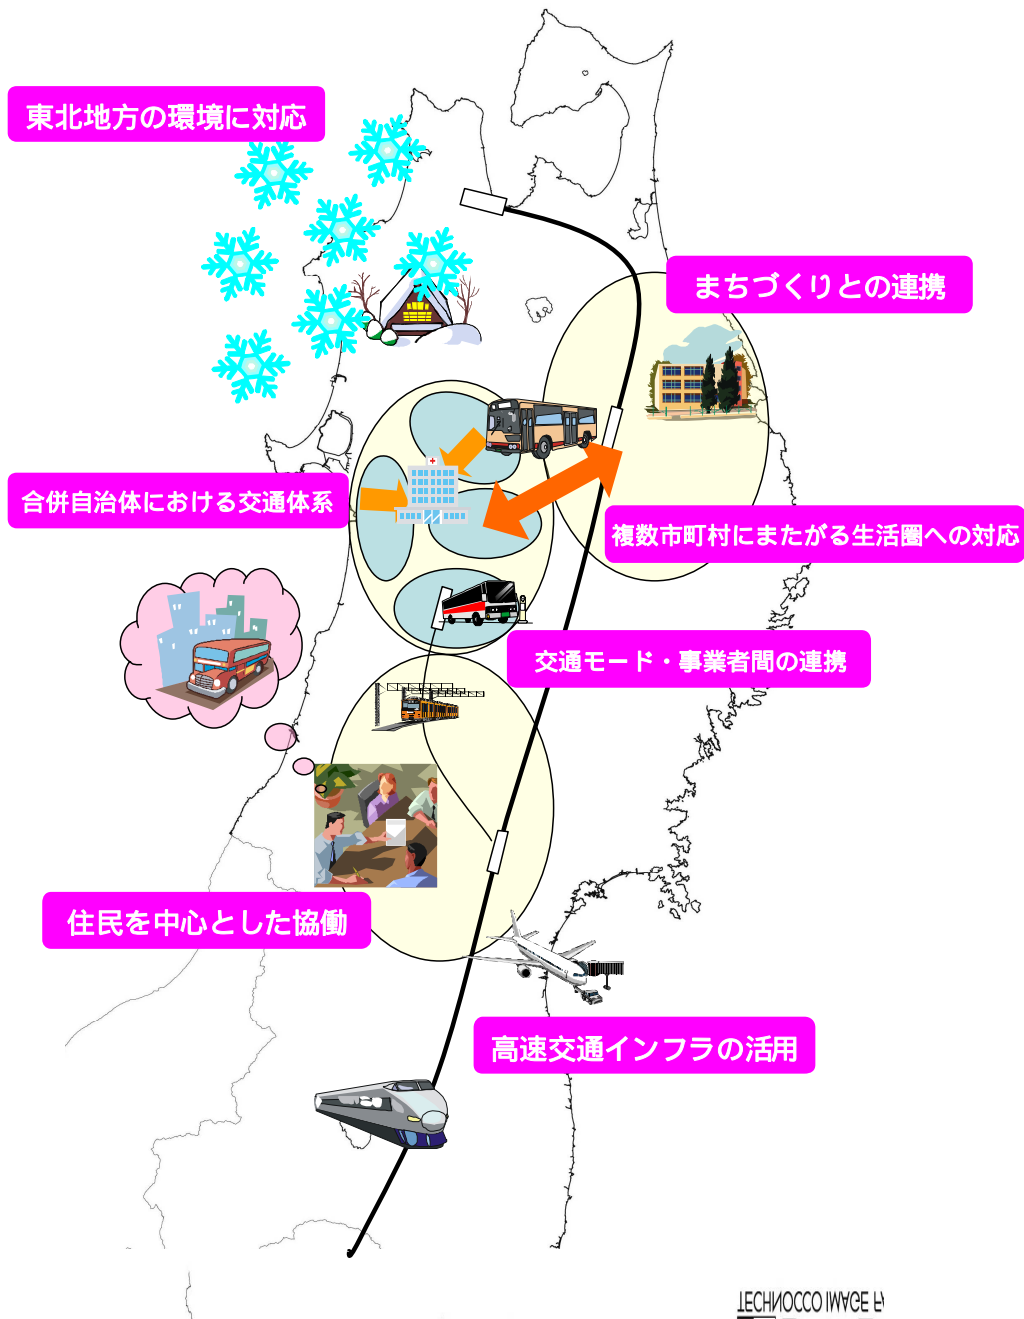 東北地方の環境に対応
まちづくりとの連携
合併自治体における交通体系
複数市町村にまたがる生活圏への対応
交通モード・事業者間の連携
住民を中心とした協働
高速交通インフラの活用
TECHNOCCO IMAGE